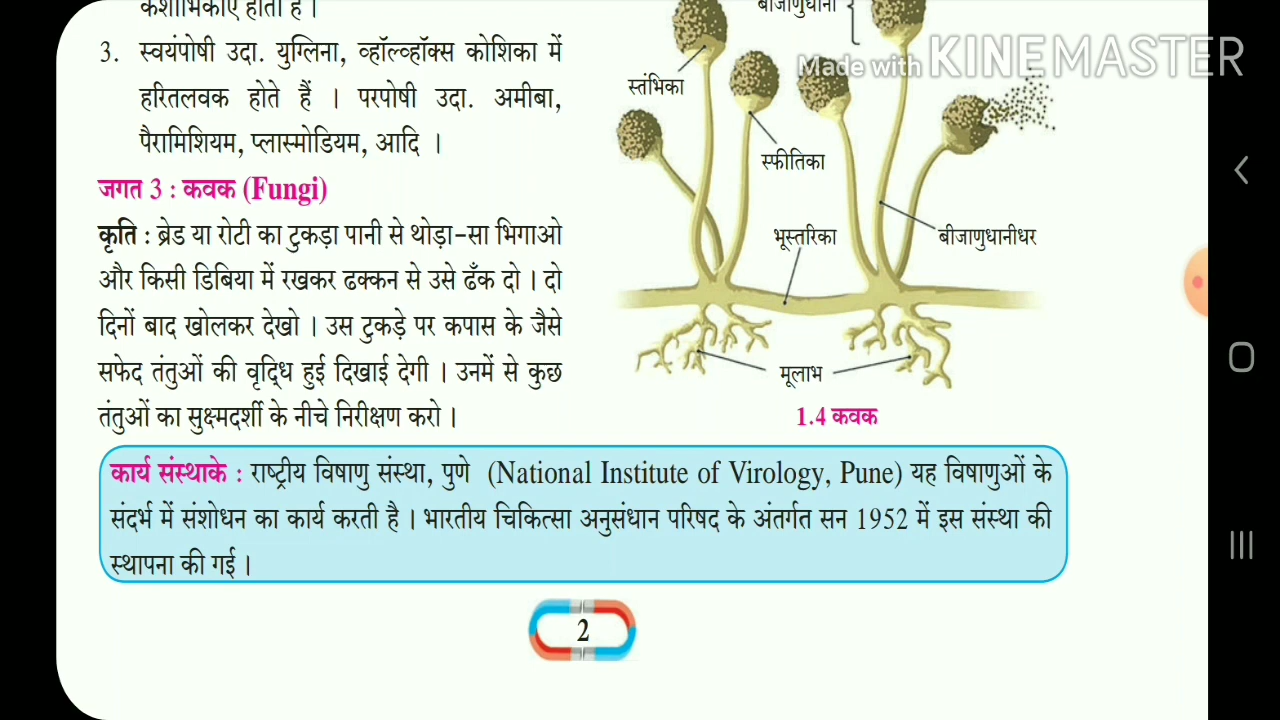 कशाभिकाएँ होती हैं ।
3. स्वयंपोषी उदा. युग्लिना, व्हॉल्व्हॉक्स कोशिका में
हरितलवक होते हैं । परपोषी उदा. अमीबा,
पैरामिशियम, प्लास्मोडियम, आदि ।
जगत 3 : कवक (Fungi)
कृति : ब्रेड या रोटी का टुकड़ा पानी से थोड़ा-सा भिगाओ
और किसी डिबिया में रखकर ढक्कन से उसे ढँक दो । दो
दिनों बाद खोलकर देखो । उस टुकड़े पर कपास के जैसे
सफेद तंतुओं की वृद्धि हुई दिखाई देगी । उनमें से कुछ
तंतुओं का सुक्ष्मदर्शी के नीचे निरीक्षण करो ।
बीजाणुधानी
Made with KINEMASTER
स्तंभिका
स्फीतिका
भूस्तरिका
बीजाणुधानीधर
मूलाभ
1.4 कवक
कार्य संस्थाके : राष्ट्रीय विषाणु संस्था, पुणे (National Institute of Virology, Pune) यह विषाणुओं के
संदर्भ में संशोधन का कार्य करती है । भारतीय चिकित्सा अनुसंधान परिषद के अंतर्गत सन 1952 में इस संस्था की
स्थापना की गई ।
2